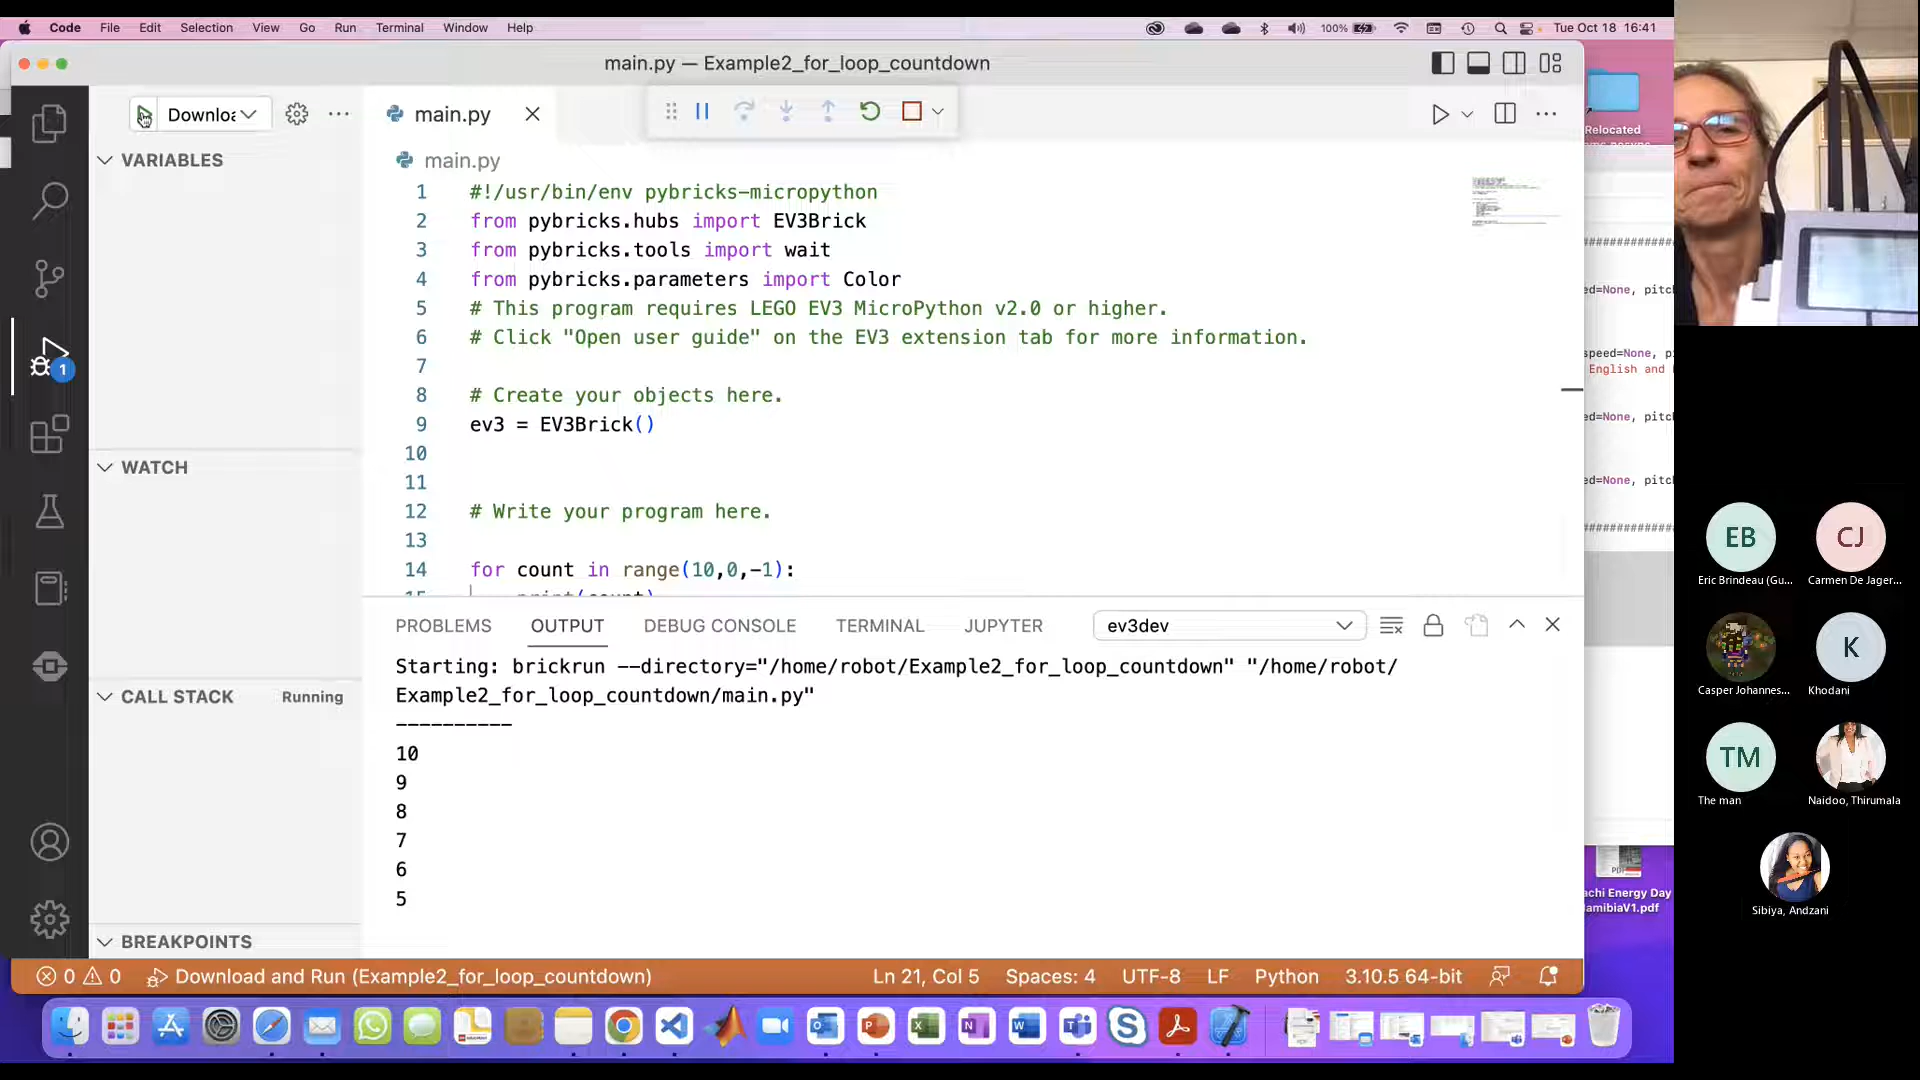 Code File Edit Selection View Go Run Terminal Window Help 100% Tue Oct 18 16:41
main.py — Example2_for_loop_countdown
Downloa
main.py
VARIABLES
main.py
1 #!/usr/bin/env pybricks-micropython
2 from pybricks.hubs import EV3Brick
3 from pybricks.tools import wait
4 from pybricks.parameters import Color
5 # This program requires LEGO EV3 MicroPython v2.0 or higher.
6 # Click "Open user guide" on the EV3 extension tab for more information.
7
8 # Create your objects here.
9 ev3 = EV3Brick()
10
11
12 # Write your program here.
13
14 for count in range(10,0,-1):
15 print(count)
WATCH
CALL STACK Running
BREAKPOINTS
1
PROBLEMS OUTPUT DEBUG CONSOLE TERMINAL JUPYTER ev3dev
Starting: brickrun --directory="/home/robot/Example2_for_loop_countdown" "/home/robot/
Example2_for_loop_countdown/main.py"
----------
10
9
8
7
6
5
0 0 Download and Run (Example2_for_loop_countdown) Ln 21, Col 5 Spaces: 4 UTF-8 LF Python 3.10.5 64-bit
Relocated
##############
ed=None, pitc
speed=None, p
English and
ed=None, pitc
ed=None, pitc
##############
PDF
achi Energy Day
amibiaV1.pdf
EB CJ
Eric Brindeau (Gu... Carmen De Jager...
K
Casper Johannes... Khodani
TM
The man Naidoo, Thirumala
Sibiya, Andzani